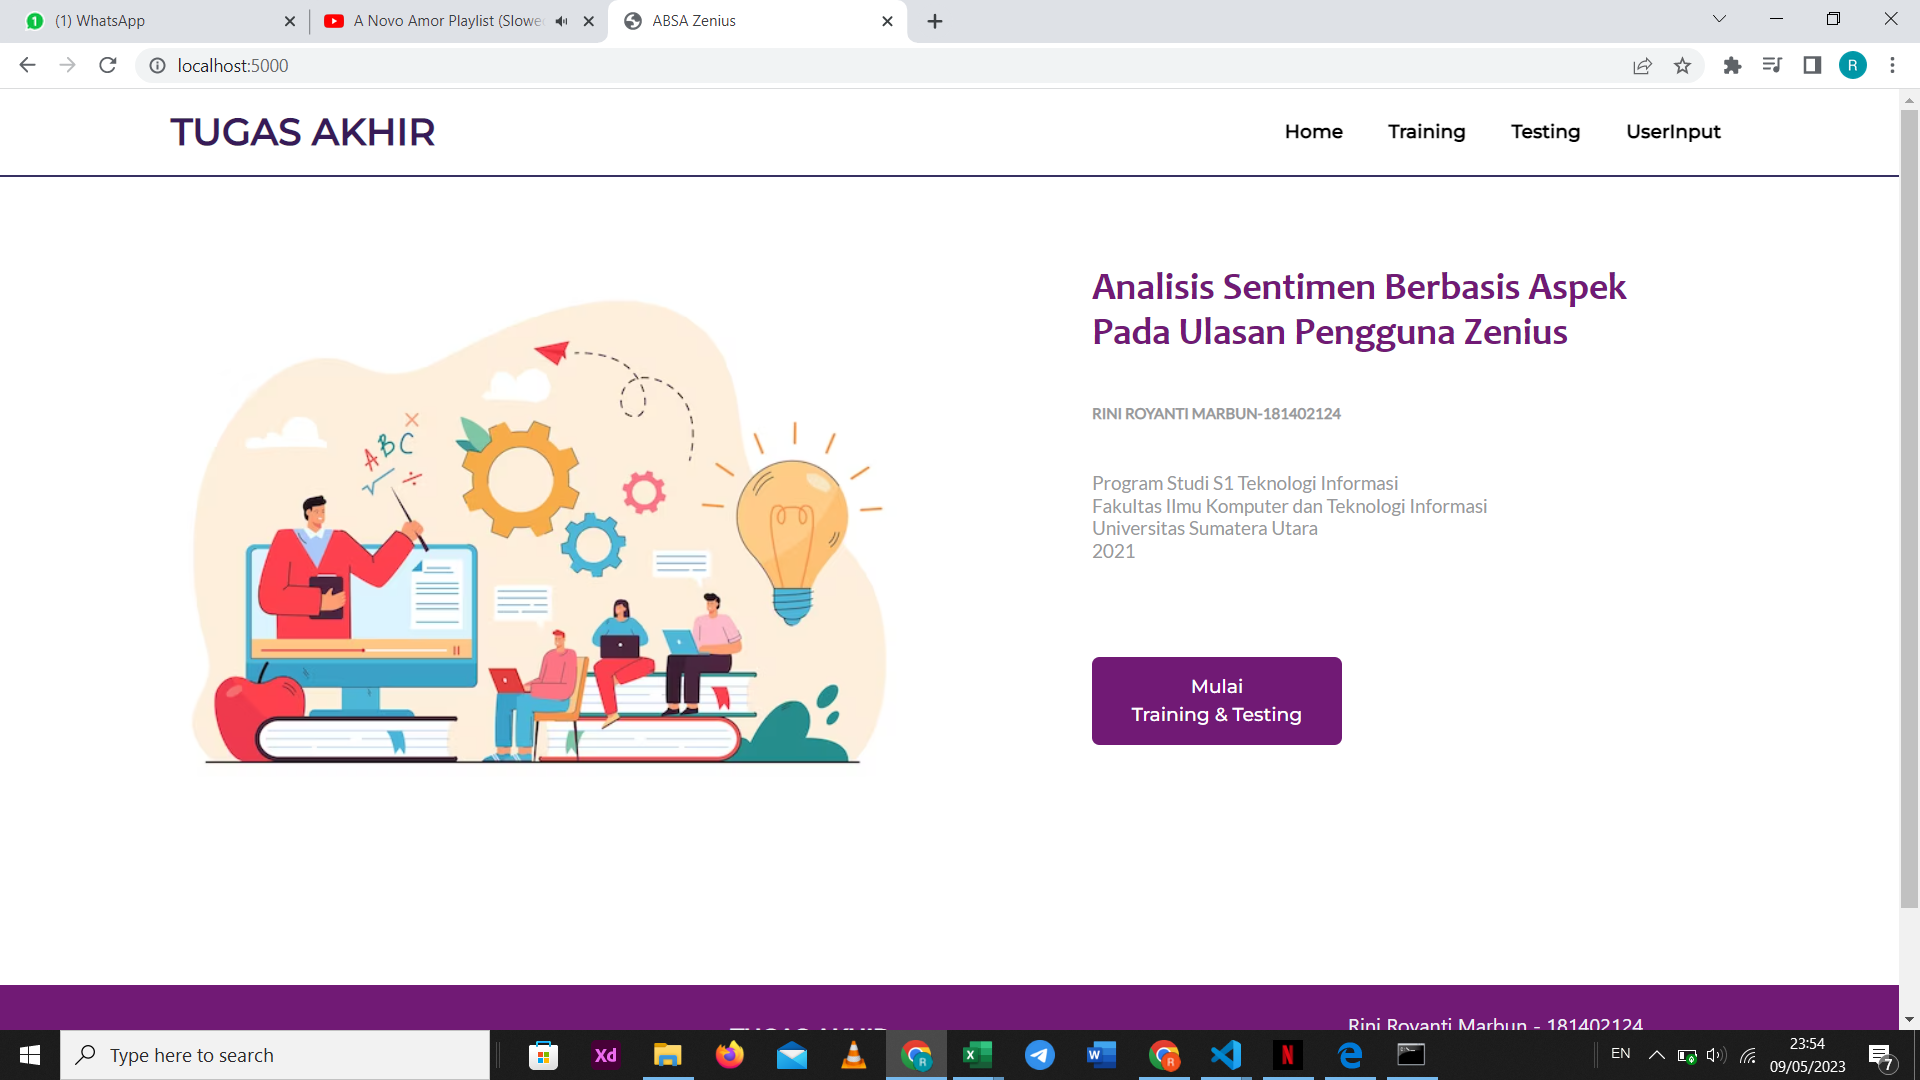 (1) WhatsApp
A Novo Amor Playlist (Slowe
ABSA Zenius
localhost:5000
R
TUGAS AKHIR
Home
Training
Testing
UserInput
Analisis Sentimen Berbasis Aspek
Pada Ulasan Pengguna Zenius
RINI ROYANTI MARBUN-181402124
Program Studi S1 Teknologi Informasi
Fakultas Ilmu Komputer dan Teknologi Informasi
Universitas Sumatera Utara
2021
ABC
Mulai
Training & Testing
TUGAS AKHIR
Rini Royanti Marbun - 181402124
Type here to search
Xd
EN
23:54
09/05/2023
7